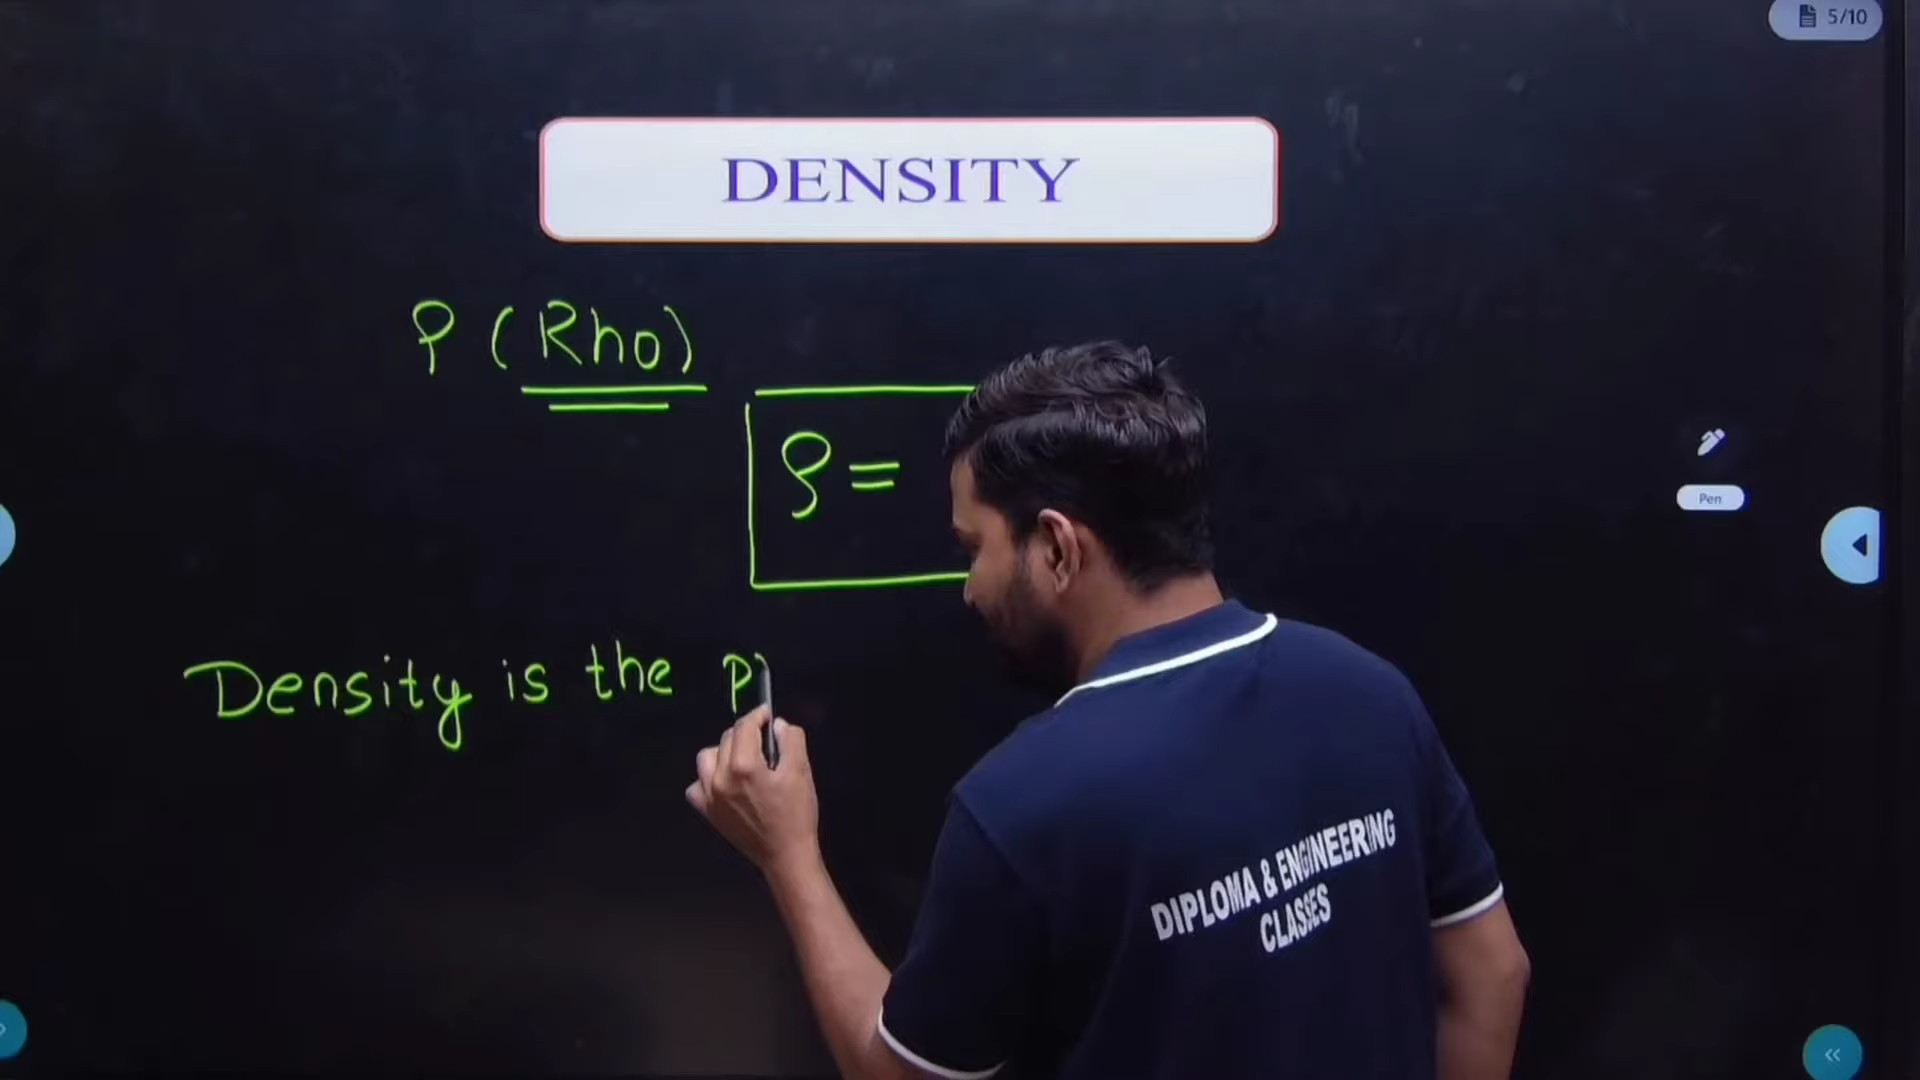 5/10
DENSITY
ρ (Rho)
ρ =
Pen
Density is the
DIPLOMA & ENGINEERING
CLASSES